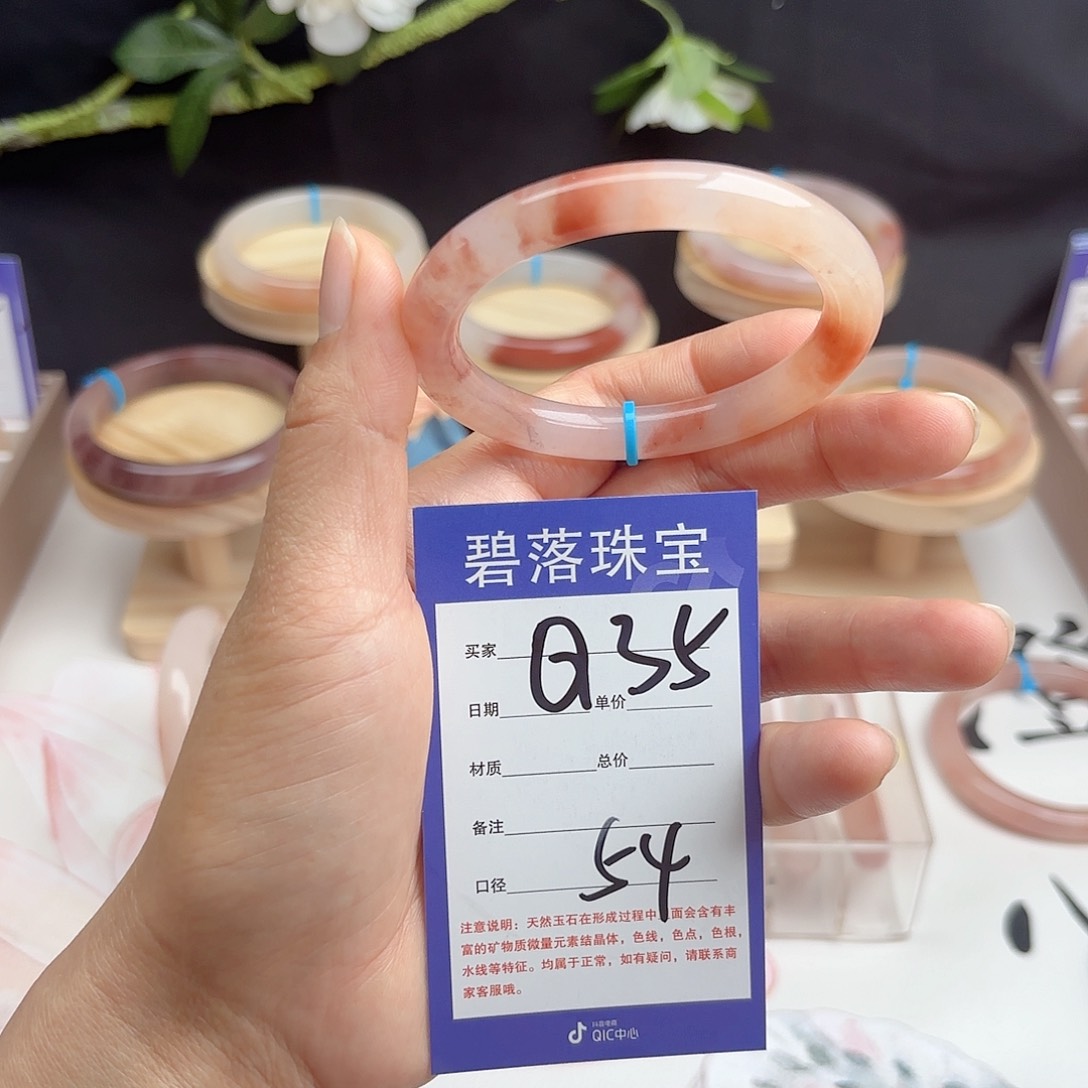 碧落珠宝
买家
Q35
日期 单价
材质 总价
备注
口径 54
注意说明：天然玉石在形成过程中 面会含有丰
富的矿物质微量元素结晶体，色线，色点，色根，
水线等特征。均属于正常，如有疑问，请联系商
家客服哦。
QIC中心